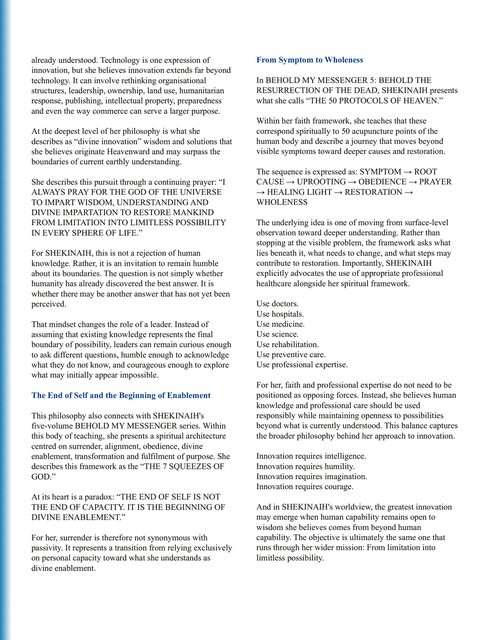 already understood. Technology is one expression of
innovation, but she believes innovation extends far beyond
technology. It can involve rethinking organisational
structures, leadership, ownership, land use, humanitarian
response, publishing, intellectual property, preparedness
and even the way commerce can serve a larger purpose.
At the deepest level of her philosophy is what she
describes as “divine innovation” wisdom and solutions that
she believes originate Heavenward and may surpass the
boundaries of current earthly understanding.
She describes this pursuit through a continuing prayer: “I
ALWAYS PRAY FOR THE GOD OF THE UNIVERSE
TO IMPART WISDOM, UNDERSTANDING AND
DIVINE IMPARTATION TO RESTORE MANKIND
FROM LIMITATION INTO LIMITLESS POSSIBILITY
IN EVERY SPHERE OF LIFE.”
For SHEKINAIH, this is not a rejection of human
knowledge. Rather, it is an invitation to remain humble
about its boundaries. The question is not simply whether
humanity has already discovered the best answer. It is
whether there may be another answer that has not yet been
perceived.
That mindset changes the role of a leader. Instead of
assuming that existing knowledge represents the final
boundary of possibility, leaders can remain curious enough
to ask different questions, humble enough to acknowledge
what they do not know, and courageous enough to explore
what may initially appear impossible.
The End of Self and the Beginning of Enablement
This philosophy also connects with SHEKINAIH's
five-volume BEHOLD MY MESSENGER series. Within
this body of teaching, she presents a spiritual architecture
centred on surrender, alignment, obedience, divine
enablement, transformation and fulfilment of purpose. She
describes this framework as the “THE 7 SQUEEZES OF
GOD.”
At its heart is a paradox: “THE END OF SELF IS NOT
THE END OF CAPACITY. IT IS THE BEGINNING OF
DIVINE ENABLEMENT.”
For her, surrender is therefore not synonymous with
passivity. It represents a transition from relying exclusively
on personal capacity toward what she understands as
divine enablement.
From Symptom to Wholeness
In BEHOLD MY MESSENGER 5: BEHOLD THE
RESURRECTION OF THE DEAD, SHEKINAIH presents
what she calls “THE 50 PROTOCOLS OF HEAVEN.”
Within her faith framework, she teaches that these
correspond spiritually to 50 acupuncture points of the
human body and describe a journey that moves beyond
visible symptoms toward deeper causes and restoration.
The sequence is expressed as: SYMPTOM → ROOT
CAUSE → UPROOTING → OBEDIENCE → PRAYER
→ HEALING LIGHT → RESTORATION →
WHOLENESS
The underlying idea is one of moving from surface-level
observation toward deeper understanding. Rather than
stopping at the visible problem, the framework asks what
lies beneath it, what needs to change, and what steps may
contribute to restoration. Importantly, SHEKINAIH
explicitly advocates the use of appropriate professional
healthcare alongside her spiritual framework.
Use doctors.
Use hospitals.
Use medicine.
Use science.
Use rehabilitation.
Use preventive care.
Use professional expertise.
For her, faith and professional expertise do not need to be
positioned as opposing forces. Instead, she believes human
knowledge and professional care should be used
responsibly while maintaining openness to possibilities
beyond what is currently understood. This balance captures
the broader philosophy behind her approach to innovation.
Innovation requires intelligence.
Innovation requires humility.
Innovation requires imagination.
Innovation requires courage.
And in SHEKINAIH's worldview, the greatest innovation
may emerge when human capability remains open to
wisdom she believes comes from beyond human
capability. The objective is ultimately the same one that
runs through her wider mission: From limitation into
limitless possibility.